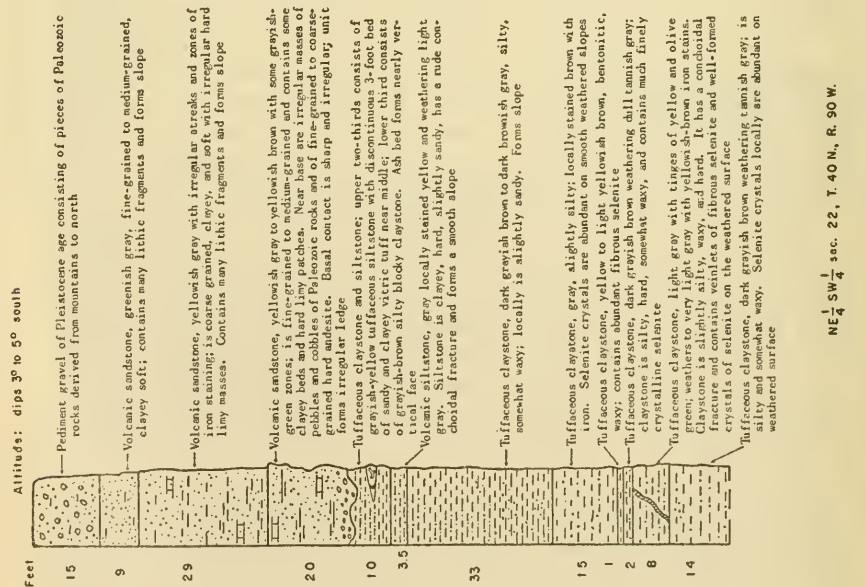 Attitude: dips 3° to 5° south
Feet
15
Pediment gravel of Pleistocene age consisting of pieces of Paleozoic
rocks derived from mountains to north
9
Volcanic sandstone, greenish gray, fine-grained to medium-grained,
clayey soft; contains many lithic fragments and forms slope
29
Volcanic sandstone, yellowish gray with irregular streaks and zones of
iron staining; is coarse grained, clayey, and soft with irregular hard
limy masses. Contains many lithic fragments and forms slope
20
Volcanic sandstone, yellowish gray to yellowish brown with some grayish-
green zones; is fine-grained to medium-grained and contains some
clayey beds and hard limy patches. Near base are irregular masses of
pebbles and cobbles of Paleozoic rocks and of fine-grained to coarse-
grained hard andesite. Basal contact is sharp and irregular; unit
forms irregular ledge
10
Tuffaceous claystone and siltstone; upper two-thirds consists of
grayish-yellow tuffaceous siltstone with discontinuous 3-foot bed
of sandy and clayey vitric tuff near middle; lower third consists
of grayish-brown silty blocky claystone. Ash bed forms nearly ver-
tical face
3.5
Volcanic siltstone, gray locally stained yellow and weathering light
gray. Siltstone is clayey, hard, slightly sandy, has a rude con-
choidal fracture and forms a smooth slope
33
Tuffaceous claystone, dark grayish brown to dark brownish gray, silty,
somewhat waxy; locally is slightly sandy. Forms slope
15
Tuffaceous claystone, gray, slightly silty; locally stained brown with
iron. Selenite crystals are abundant on smooth weathered slopes
1
Tuffaceous claystone, yellow to light yellowish brown, bentonitic,
waxy; contains abundant fibrous selenite
2
Tuffaceous claystone, dark grayish brown weathering dull tannish gray;
claystone is silty, hard, somewhat waxy, and contains much finely
crystalline selenite
8
Tuffaceous claystone, light gray with tinges of yellow and olive
green; weathers to very light gray with yellowish-brown iron stains.
Claystone is slightly silty, waxy, and hard. It has a conchoidal
fracture and contains veinlet of fibrous selenite and well-formed
crystals of selenite on the weathered surface
14
Tuffaceous claystone, dark grayish brown weathering tannish gray; is
silty and somewhat waxy. Selenite crystals locally are abundant on
weathered surface
NE 1/4 SW 1/4 sec. 22, T. 40 N., R. 90 W.